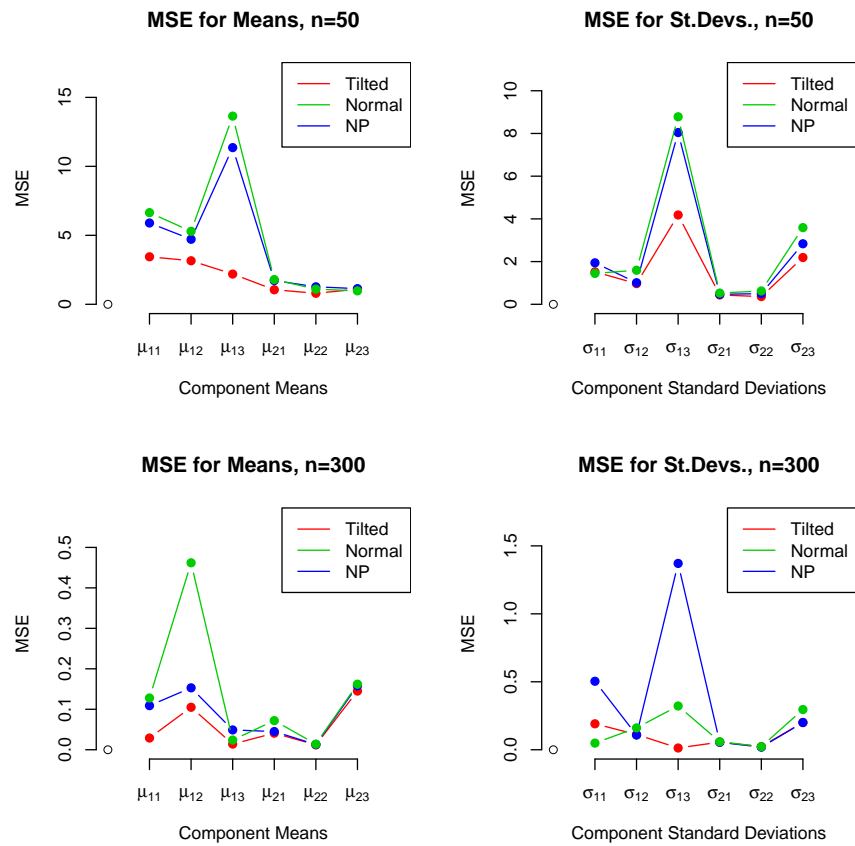 MSE for Means, n=50
Tilted
Normal
NP
MSE
15
10
5
0
μ11 μ12 μ13 μ21 μ22 μ23
Component Means
MSE for St.Devs., n=50
Tilted
Normal
NP
MSE
10
8
6
4
2
0
σ11 σ12 σ13 σ21 σ22 σ23
Component Standard Deviations
MSE for Means, n=300
Tilted
Normal
NP
MSE
0.5
0.4
0.3
0.2
0.1
0.0
μ11 μ12 μ13 μ21 μ22 μ23
Component Means
MSE for St.Devs., n=300
Tilted
Normal
NP
MSE
1.5
1.0
0.5
0.0
σ11 σ12 σ13 σ21 σ22 σ23
Component Standard Deviations